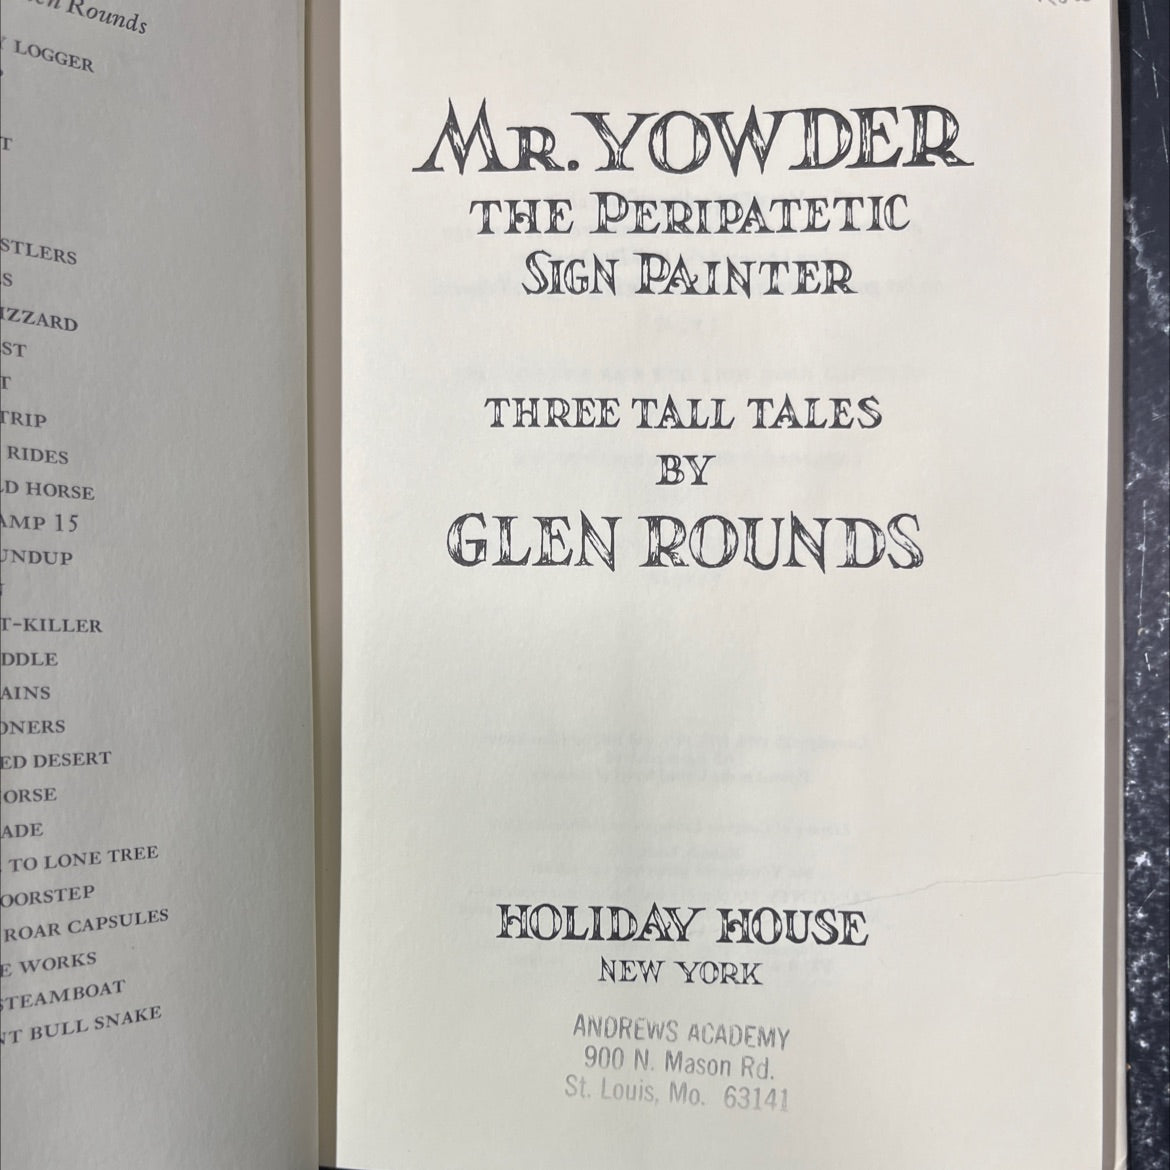 Rounds
LOGGER
T
STLERS
S
IZZARD
ST
T
TRIP
RIDES
LD HORSE
AMP 15
UNDUP
T-KILLER
DDLE
AINS
ONERS
ED DESERT
ORSE
ADE
TO LONE TREE
OORSTEP
ROAR CAPSULES
E WORKS
STEAMBOAT
NT BULL SNAKE
MR. YOWDER
THE PERIPATETIC
SIGN PAINTER
THREE TALL TALES
BY
GLEN ROUNDS
HOLIDAY HOUSE
NEW YORK
ANDREWS ACADEMY
900 N. Mason Rd.
St. Louis, Mo. 63141